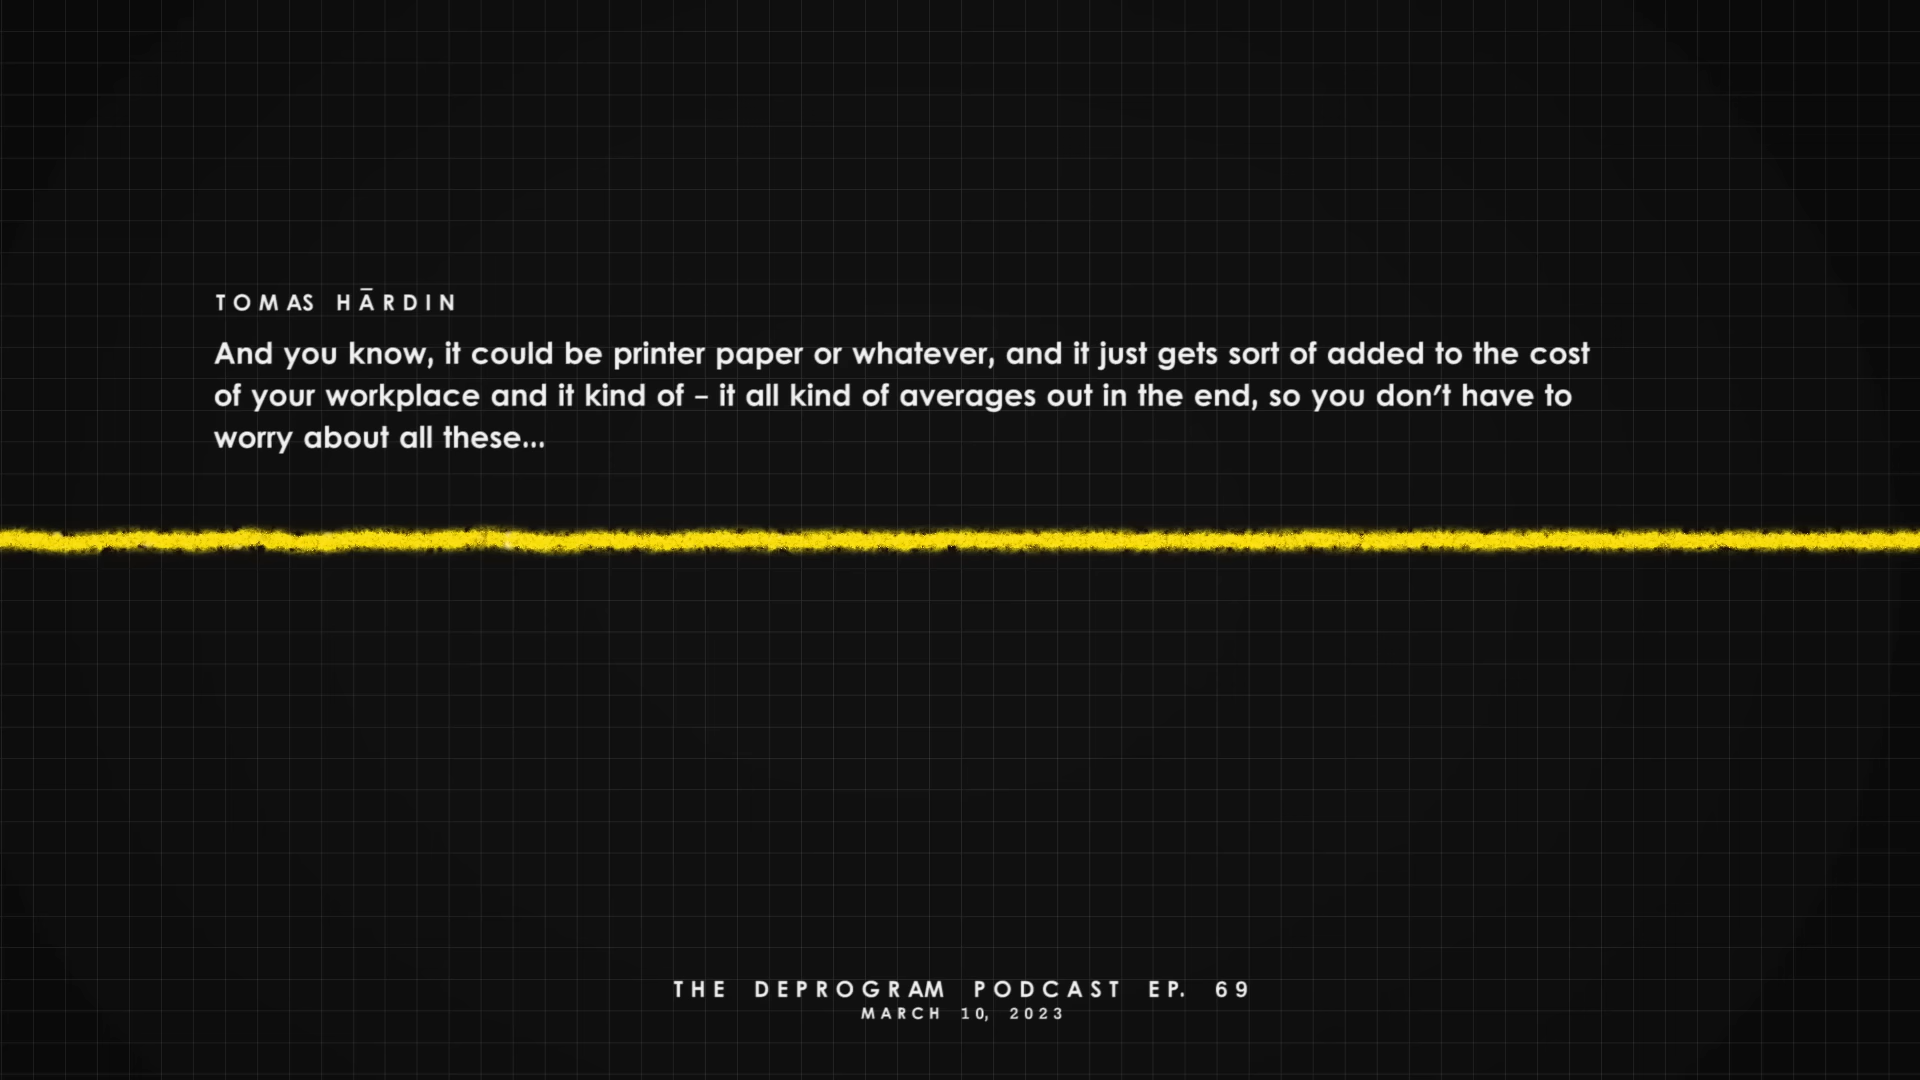 TOMAS HĀRDIN
And you know, it could be printer paper or whatever, and it just gets sort of added to the cost
of your workplace and it kind of – it all kind of averages out in the end, so you don’t have to
worry about all these...
THE DEPROGRAM PODCAST EP. 69
MARCH 10, 2023